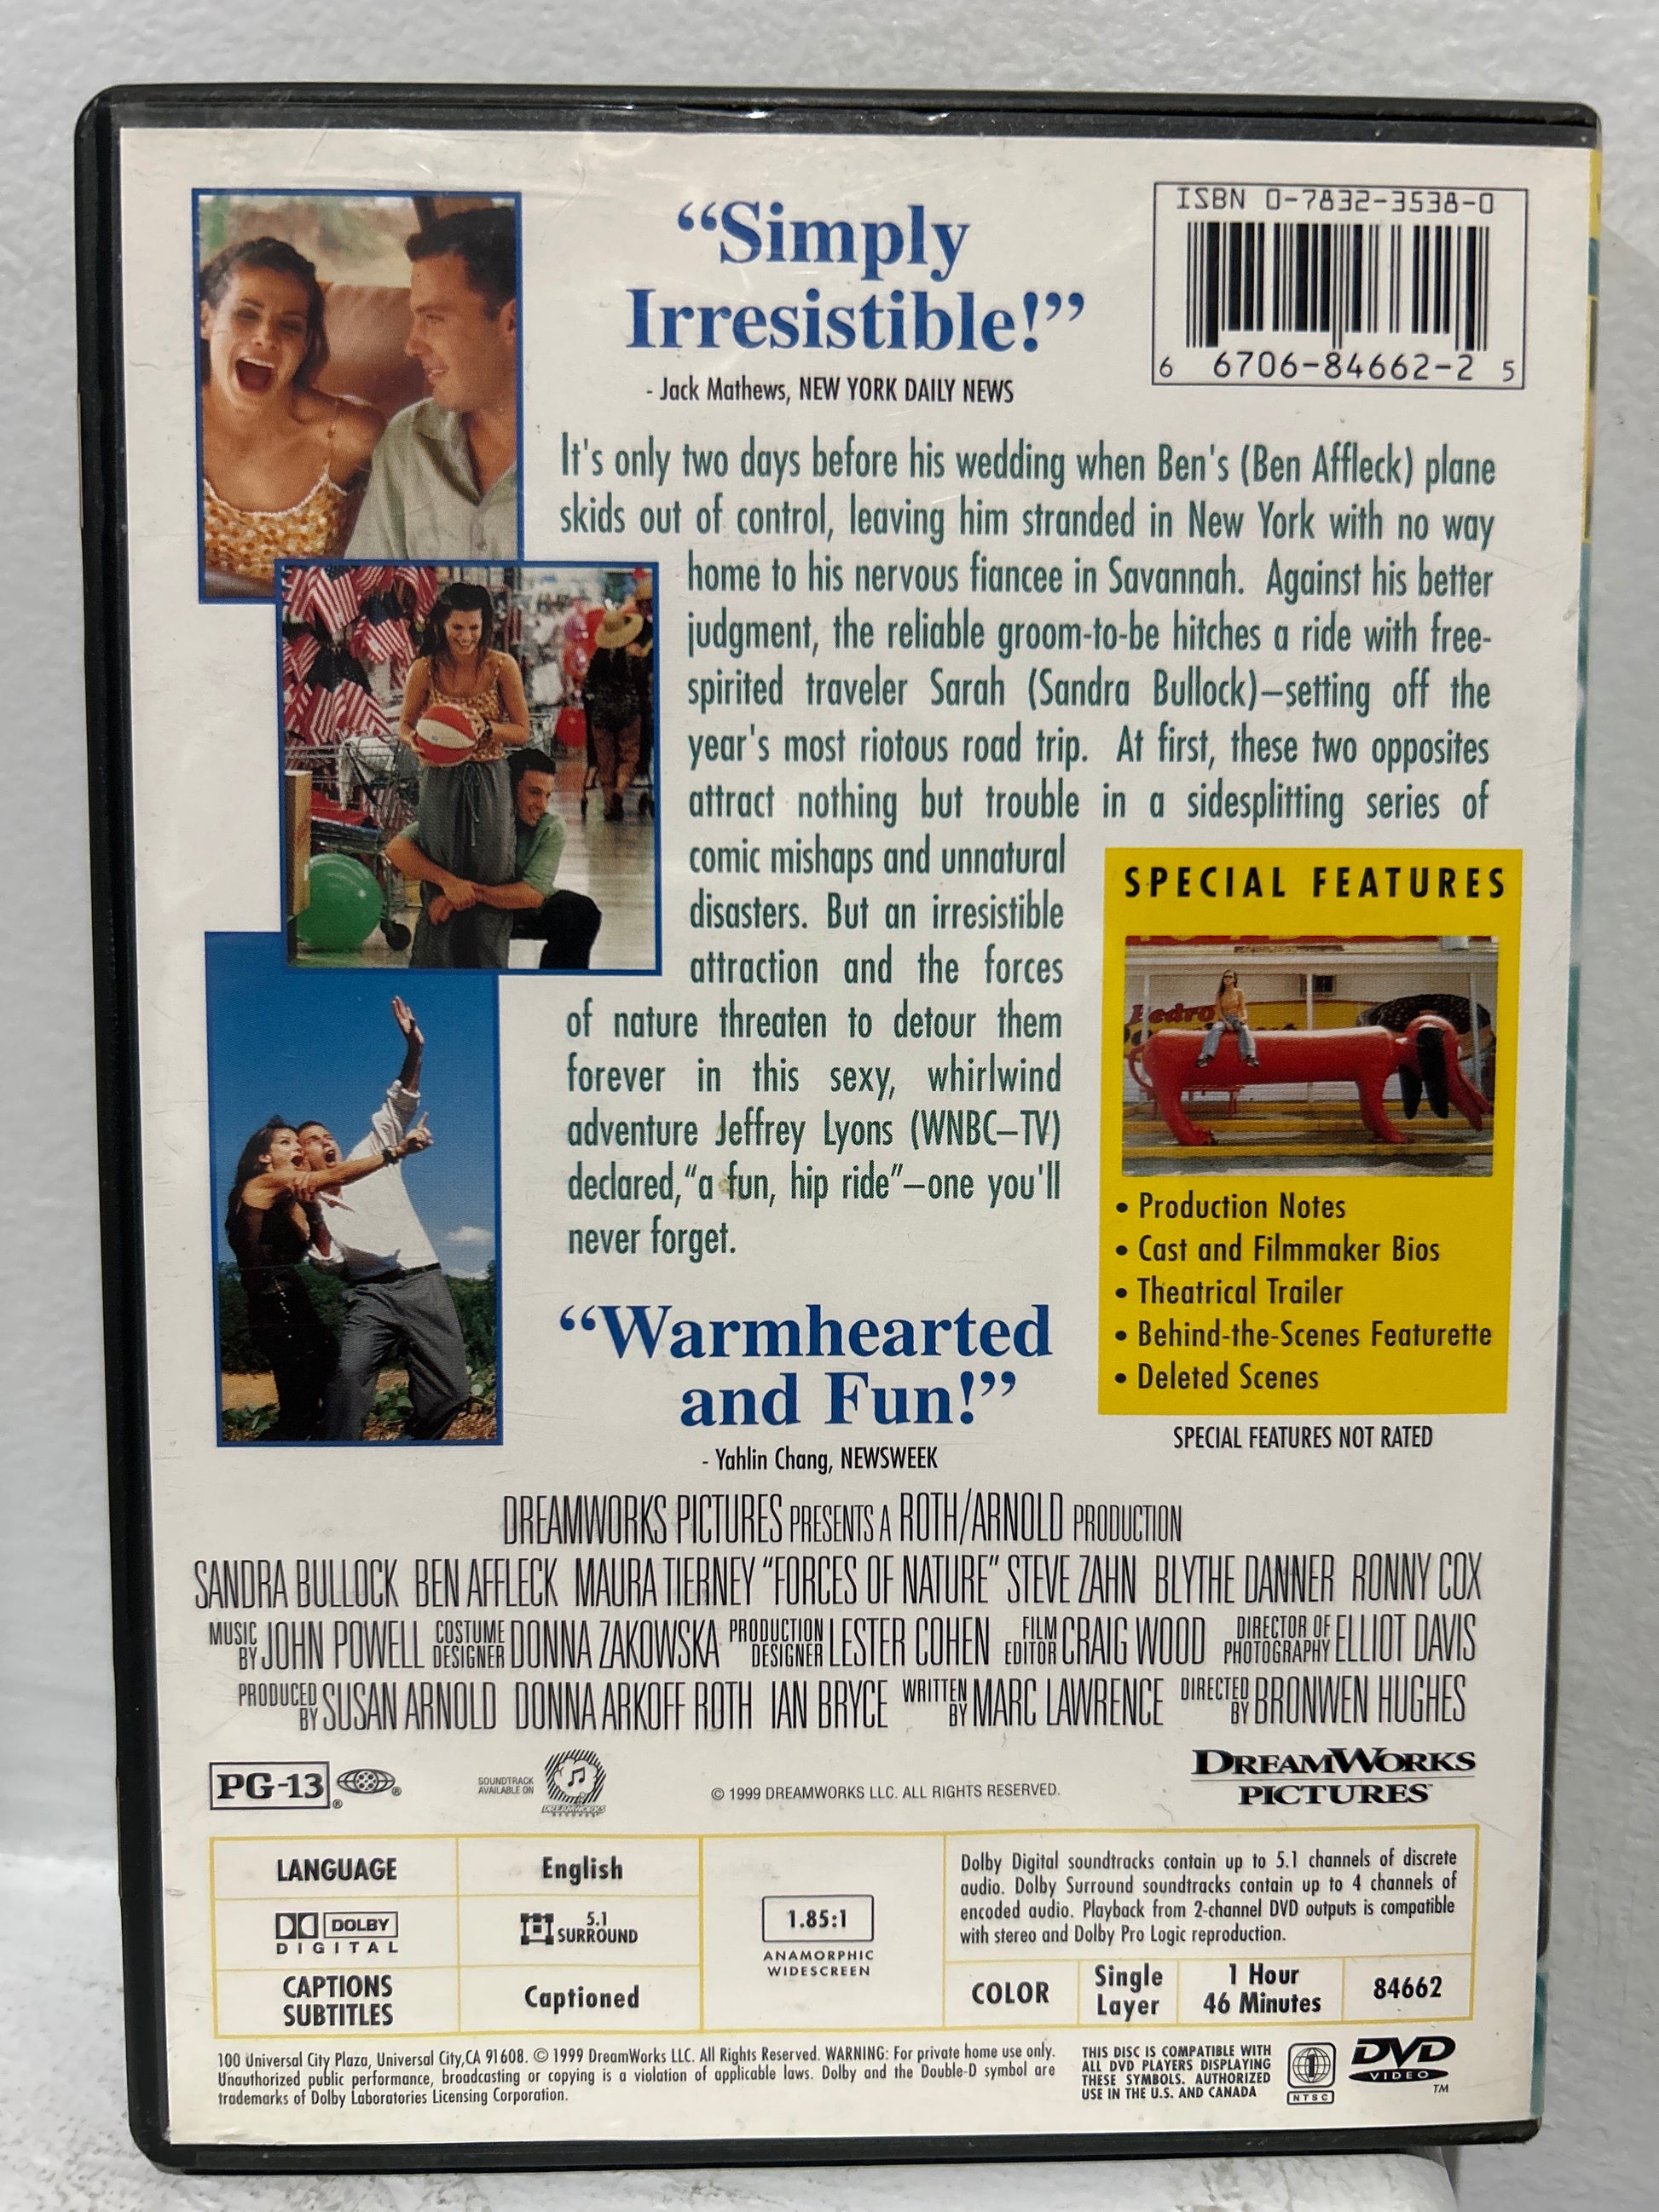 “Simply
Irresistible!”
- Jack Mathews, NEW YORK DAILY NEWS
ISBN 0-7832-3538-0
6 6706-84662-2 5
It's only two days before his wedding when Ben's (Ben Affleck) plane
skids out of control, leaving him stranded in New York with no way
home to his nervous fiancee in Savannah. Against his better
judgment, the reliable groom-to-be hitches a ride with free-
spirited traveler Sarah (Sandra Bullock)–setting off the
year's most riotous road trip. At first, these two opposites
attract nothing but trouble in a sidesplitting series of
comic mishaps and unnatural
disasters. But an irresistible
attraction and the forces
of nature threaten to detour them
forever in this sexy, whirlwind
adventure Jeffrey Lyons (WNBC–TV)
declared,“a fun, hip ride”–one you'll
never forget.
“Warmhearted
and Fun!”
- Yahlin Chang, NEWSWEEK
SPECIAL FEATURES
Pedro
• Production Notes
• Cast and Filmmaker Bios
• Theatrical Trailer
• Behind-the-Scenes Featurette
• Deleted Scenes
SPECIAL FEATURES NOT RATED
DREAMWORKS PICTURES PRESENTS A ROTH/ARNOLD PRODUCTION
SANDRA BULLOCK BEN AFFLECK MAURA TIERNEY “FORCES OF NATURE” STEVE ZAHN BLYTHE DANNER RONNY COX
MUSIC BY JOHN POWELL COSTUME DESIGNER DONNA ZAKOWSKA PRODUCTION DESIGNER LESTER COHEN FILM EDITOR CRAIG WOOD DIRECTOR OF PHOTOGRAPHY ELLIOT DAVIS
PRODUCED BY SUSAN ARNOLD DONNA ARKOFF ROTH IAN BRYCE WRITTEN BY MARC LAWRENCE DIRECTED BY BRONWEN HUGHES
PG-13®
®
SOUNDTRACK
AVAILABLE ON
DREAMWORKS
RECORDS
© 1999 DREAMWORKS LLC. ALL RIGHTS RESERVED.
DREAMWORKS
PICTURES™
LANGUAGE
English
DOLBY
DIGITAL
5.1
SURROUND
CAPTIONS
SUBTITLES
Captioned
1.85:1
ANAMORPHIC
WIDESCREEN
Dolby Digital soundtracks contain up to 5.1 channels of discrete
audio. Dolby Surround soundtracks contain up to 4 channels of
encoded audio. Playback from 2-channel DVD outputs is compatible
with stereo and Dolby Pro Logic reproduction.
COLOR
Single
Layer
1 Hour
46 Minutes
84662
100 Universal City Plaza, Universal City,CA 91608. © 1999 DreamWorks LLC. All Rights Reserved. WARNING: For private home use only.
Unauthorized public performance, broadcasting or copying is a violation of applicable laws. Dolby and the Double-D symbol are
trademarks of Dolby Laboratories Licensing Corporation.
THIS DISC IS COMPATIBLE WITH
ALL DVD PLAYERS DISPLAYING
THESE SYMBOLS. AUTHORIZED
USE IN THE U.S. AND CANADA
1
NTSC
DVD
VIDEO
TM